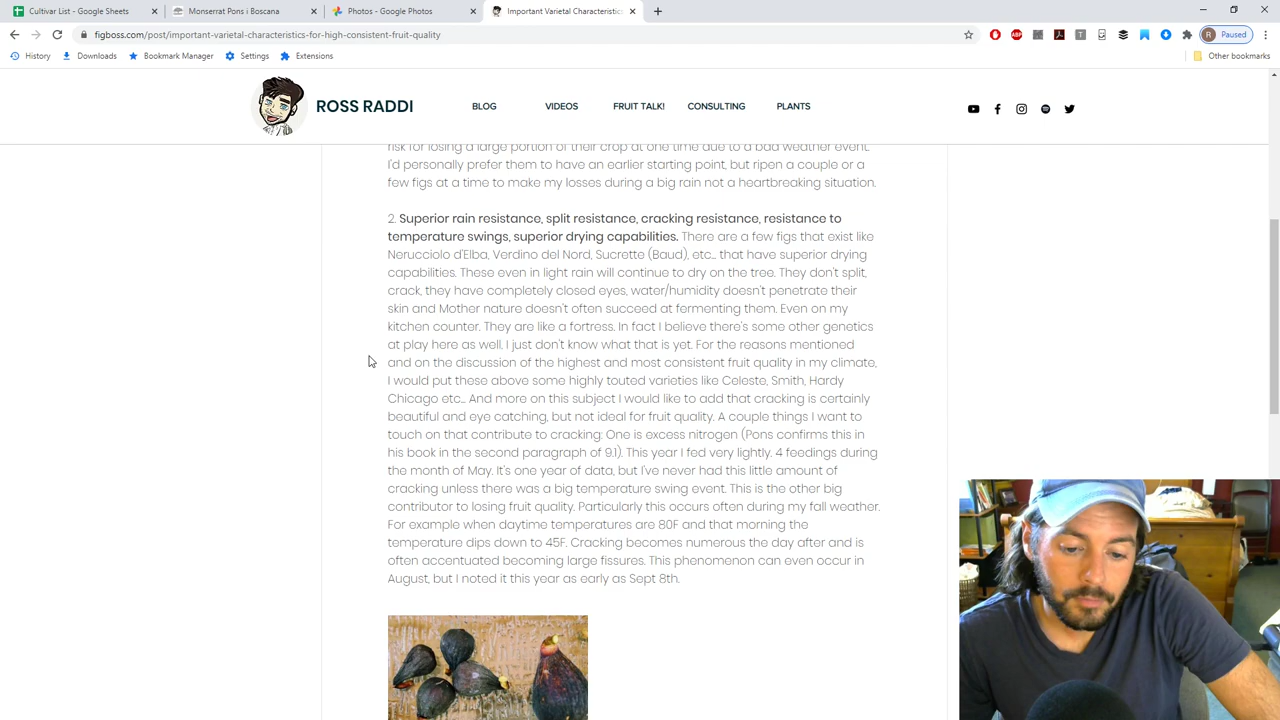 Cultivar List - Google Sheets
Monserrat Pons i Boscana
Photos - Google Photos
Important Varietal Characteristics
figboss.com/post/important-varietal-characteristics-for-high-consistent-fruit-quality
R Paused
History Downloads Bookmark Manager Settings Extensions Other bookmarks
ROSS RADDI BLOG VIDEOS FRUIT TALK! CONSULTING PLANTS
risk for losing a large portion of their crop at one time due to a bad weather event.
I'd personally prefer them to have an earlier starting point, but ripen a couple or a
few figs at a time to make my losses during a big rain not a heartbreaking situation.
2. Superior rain resistance, split resistance, cracking resistance, resistance to
temperature swings, superior drying capabilities. There are a few figs that exist like
Nerucciolo d'Elba, Verdino del Nord, Sucrette (Baud), etc... that have superior drying
capabilities. These even in light rain will continue to dry on the tree. They don't split,
crack, they have completely closed eyes, water/humidity doesn't penetrate their
skin and Mother nature doesn't often succeed at fermenting them. Even on my
kitchen counter. They are like a fortress. In fact I believe there's some other genetics
at play here as well, I just don't know what that is yet. For the reasons mentioned
and on the discussion of the highest and most consistent fruit quality in my climate,
I would put these above some highly touted varieties like Celeste, Smith, Hardy
Chicago etc... And more on this subject I would like to add that cracking is certainly
beautiful and eye catching, but not ideal for fruit quality. A couple things I want to
touch on that contribute to cracking: One is excess nitrogen (Pons confirms this in
his book in the second paragraph of 9.1). This year I fed very lightly. 4 feedings during
the month of May. It's one year of data, but I've never had this little amount of
cracking unless there was a big temperature swing event. This is the other big
contributor to losing fruit quality. Particularly this occurs often during my fall weather.
For example when daytime temperatures are 80F and that morning the
temperature dips down to 45F. Cracking becomes numerous the day after and is
often accentuated becoming large fissures. This phenomenon can even occur in
August, but I noted it this year as early as Sept 8th.